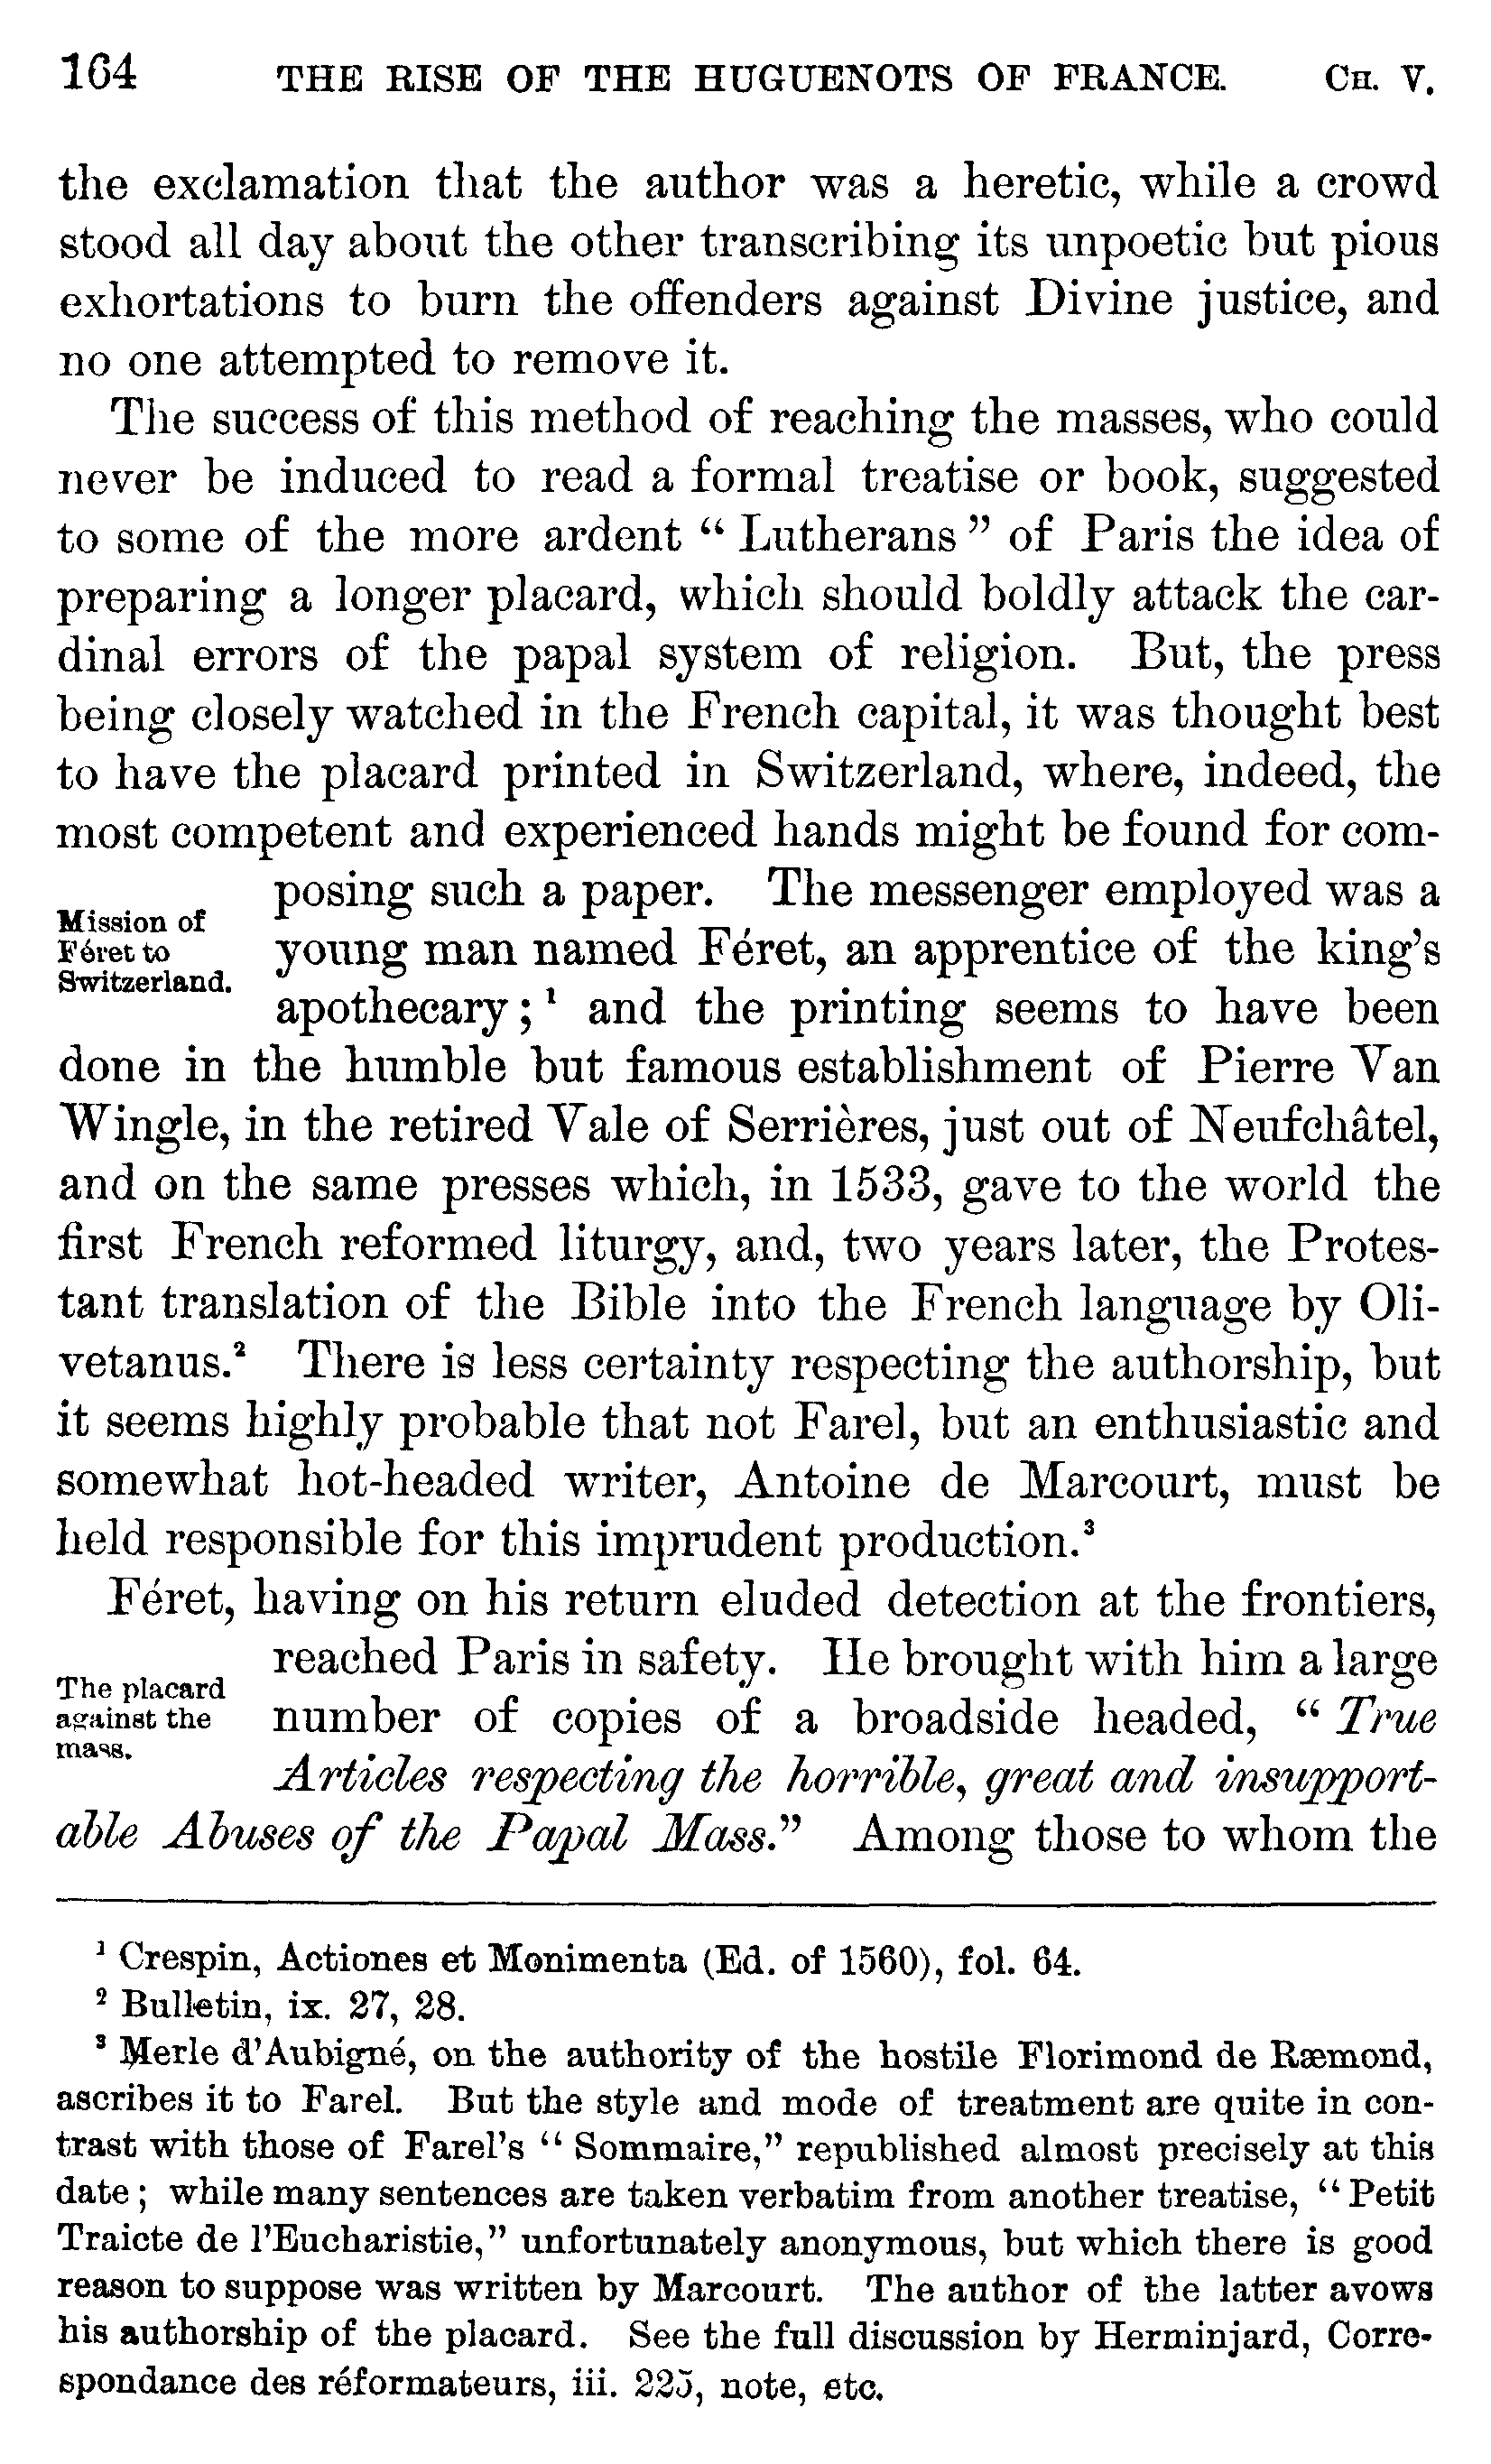 164 THE RISE OF THE HUGUENOTS OF FRANCE. CH. V.
the exclamation that the author was a heretic, while a crowd
stood all day about the other transcribing its unpoetic but pious
exhortations to burn the offenders against Divine justice, and
no one attempted to remove it.
The success of this method of reaching the masses, who could
never be induced to read a formal treatise or book, suggested
to some of the more ardent “ Lutherans ” of Paris the idea of
preparing a longer placard, which should boldly attack the car-
dinal errors of the papal system of religion. But, the press
being closely watched in the French capital, it was thought best
to have the placard printed in Switzerland, where, indeed, the
most competent and experienced hands might be found for com-
Mission of
Féret to
Switzerland.
posing such a paper. The messenger employed was a
young man named Féret, an apprentice of the king’s
apothecary ; ¹ and the printing seems to have been
done in the humble but famous establishment of Pierre Van
Wingle, in the retired Vale of Serrières, just out of Neufchâtel,
and on the same presses which, in 1533, gave to the world the
first French reformed liturgy, and, two years later, the Protes-
tant translation of the Bible into the French language by Oli-
vetanus.² There is less certainty respecting the authorship, but
it seems highly probable that not Farel, but an enthusiastic and
somewhat hot-headed writer, Antoine de Marcourt, must be
held responsible for this imprudent production.³
Féret, having on his return eluded detection at the frontiers,
The placard
against the
mass.
reached Paris in safety. He brought with him a large
number of copies of a broadside headed, “ True
Articles respecting the horrible, great and insupport-
able Abuses of the Papal Mass.” Among those to whom the
¹ Crespin, Actiones et Monimenta (Ed. of 1560), fol. 64.
² Bulletin, ix. 27, 28.
³ Merle d’Aubigné, on the authority of the hostile Florimond de Ræmond,
ascribes it to Farel. But the style and mode of treatment are quite in con-
trast with those of Farel’s “ Sommaire,” republished almost precisely at this
date ; while many sentences are taken verbatim from another treatise, “ Petit
Traicte de l’Eucharistie,” unfortunately anonymous, but which there is good
reason to suppose was written by Marcourt. The author of the latter avows
his authorship of the placard. See the full discussion by Herminjard, Corre-
spondance des réformateurs, iii. 225, note, etc.